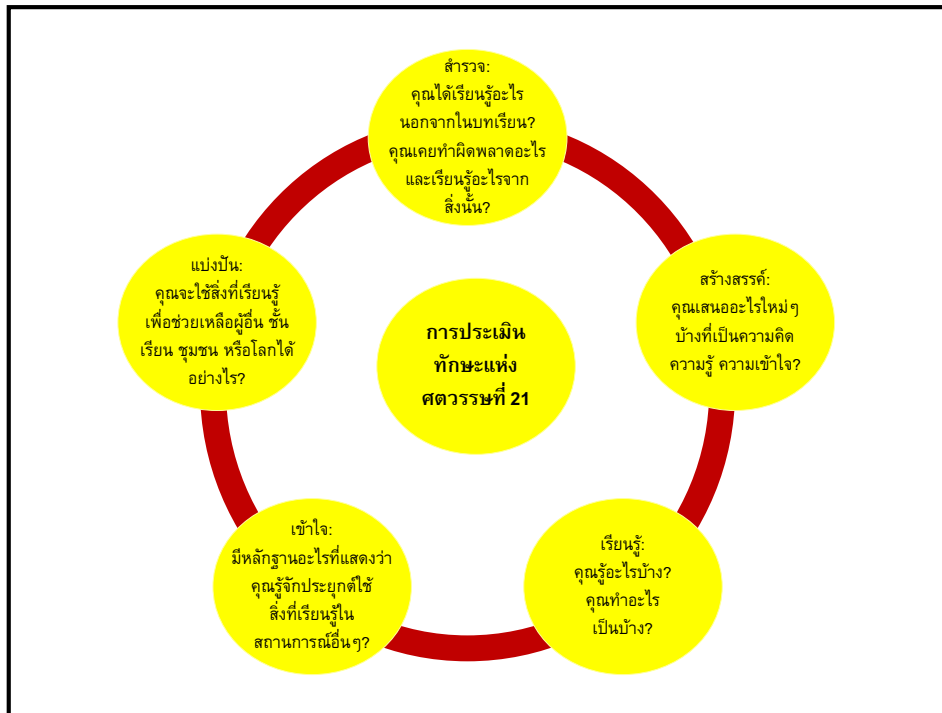 สำรวจ:
คุณได้เรียนรู้อะไร
นอกจากในบทเรียน?
คุณเคยทำผิดพลาดอะไร
และเรียนรู้อะไรจาก
สิ่งนั้น?
สร้างสรรค์:
คุณเสนออะไรใหม่ๆ
บ้างที่เป็นความคิด
ความรู้ ความเข้าใจ?
เรียนรู้:
คุณรู้อะไรบ้าง?
คุณทำอะไร
เป็นบ้าง?
เข้าใจ:
มีหลักฐานอะไรที่แสดงว่า
คุณรู้จักประยุกต์ใช้
สิ่งที่เรียนรู้ใน
สถานการณ์อื่นๆ?
แบ่งปัน:
คุณจะใช้สิ่งที่เรียนรู้
เพื่อช่วยเหลือผู้อื่น ชั้น
เรียน ชุมชน หรือโลกได้
อย่างไร?
การประเมิน
ทักษะแห่ง
ศตวรรษที่ 21